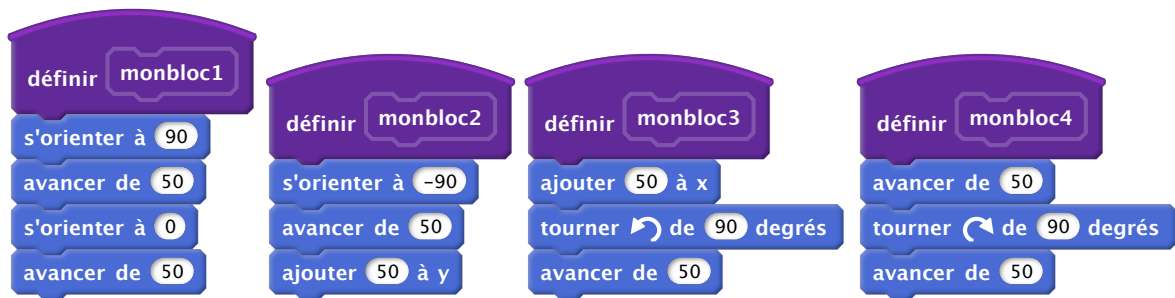 définir monbloc1
s'orienter à 90
avancer de 50
s'orienter à 0
avancer de 50
définir monbloc2
s'orienter à -90
avancer de 50
ajouter 50 à y
définir monbloc3
ajouter 50 à x
tourner de 90 degrés
avancer de 50
définir monbloc4
avancer de 50
tourner de 90 degrés
avancer de 50